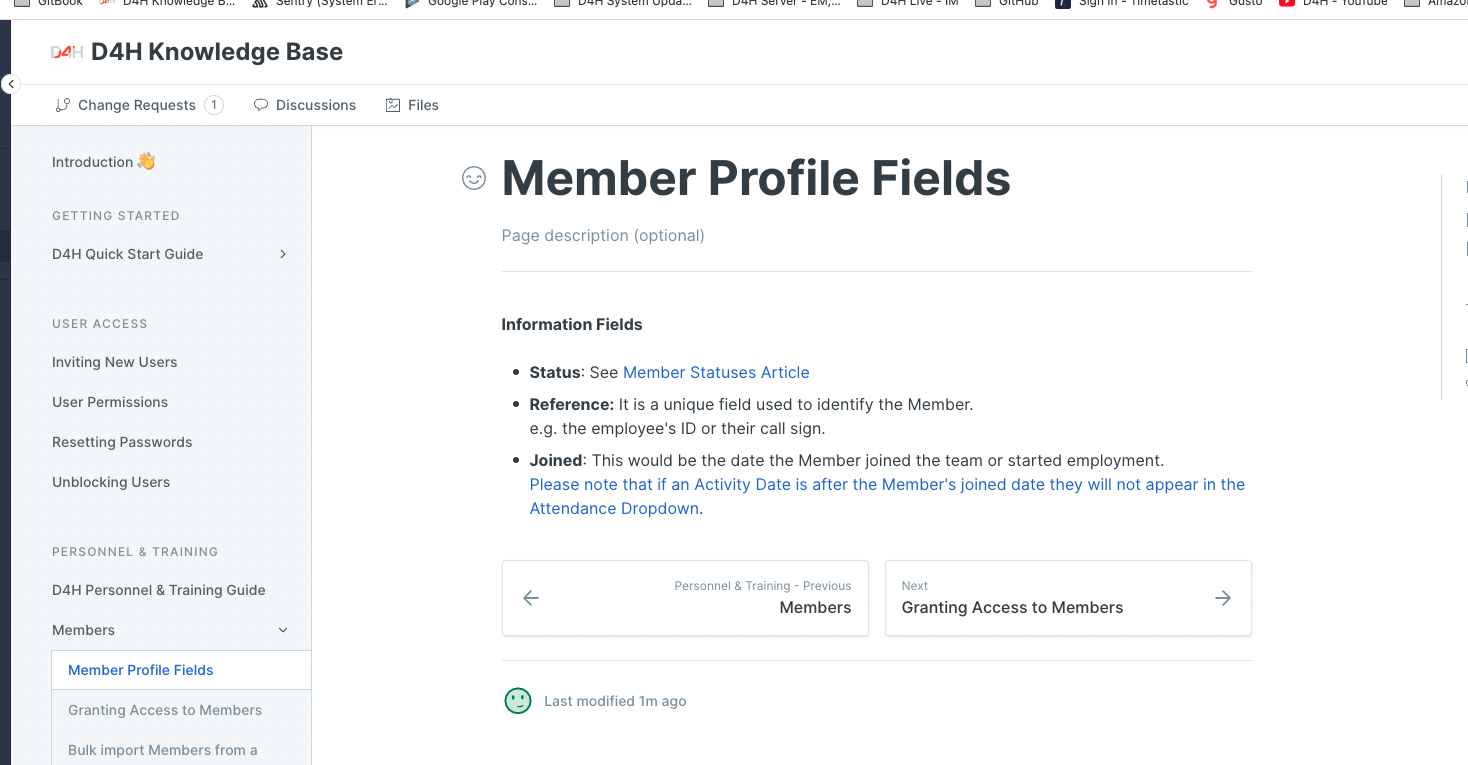 GitBook D4H Knowledge B... Sentry (System Er... Google Play Cons... D4H System Upda... D4H Server - EM,... D4H Live - IM GitHub Sign In - Timetastic Gusto D4H - YouTube Amazo
D4H D4H Knowledge Base
Change Requests 1 Discussions Files
Introduction 👋
GETTING STARTED
D4H Quick Start Guide
USER ACCESS
Inviting New Users
User Permissions
Resetting Passwords
Unblocking Users
PERSONNEL & TRAINING
D4H Personnel & Training Guide
Members
Member Profile Fields
Granting Access to Members
Bulk import Members from a
Member Profile Fields
Page description (optional)
Information Fields
• Status: See Member Statuses Article
• Reference: It is a unique field used to identify the Member.
e.g. the employee's ID or their call sign.
• Joined: This would be the date the Member joined the team or started employment.
Please note that if an Activity Date is after the Member's joined date they will not appear in the
Attendance Dropdown.
Personnel & Training - Previous
Members
Next
Granting Access to Members
Last modified 1m ago